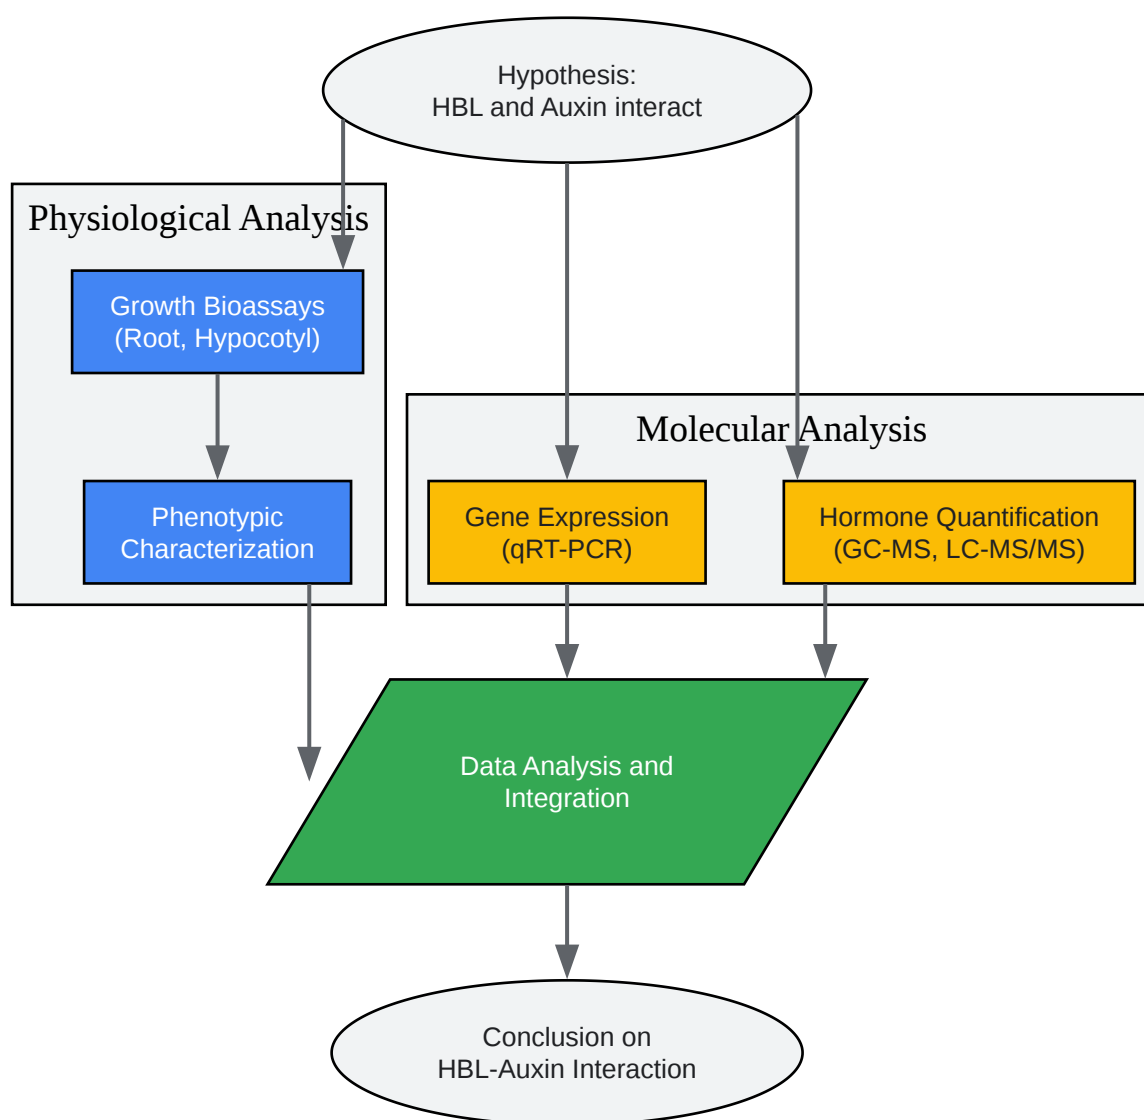 Hypothesis:
HBL and Auxin interact
Physiological Analysis
Growth Bioassays
(Root, Hypocotyl)
Phenotypic
Characterization
Molecular Analysis
Gene Expression
(qRT-PCR)
Hormone Quantification
(GC-MS, LC-MS/MS)
Data Analysis and
Integration
Conclusion on
HBL-Auxin Interaction